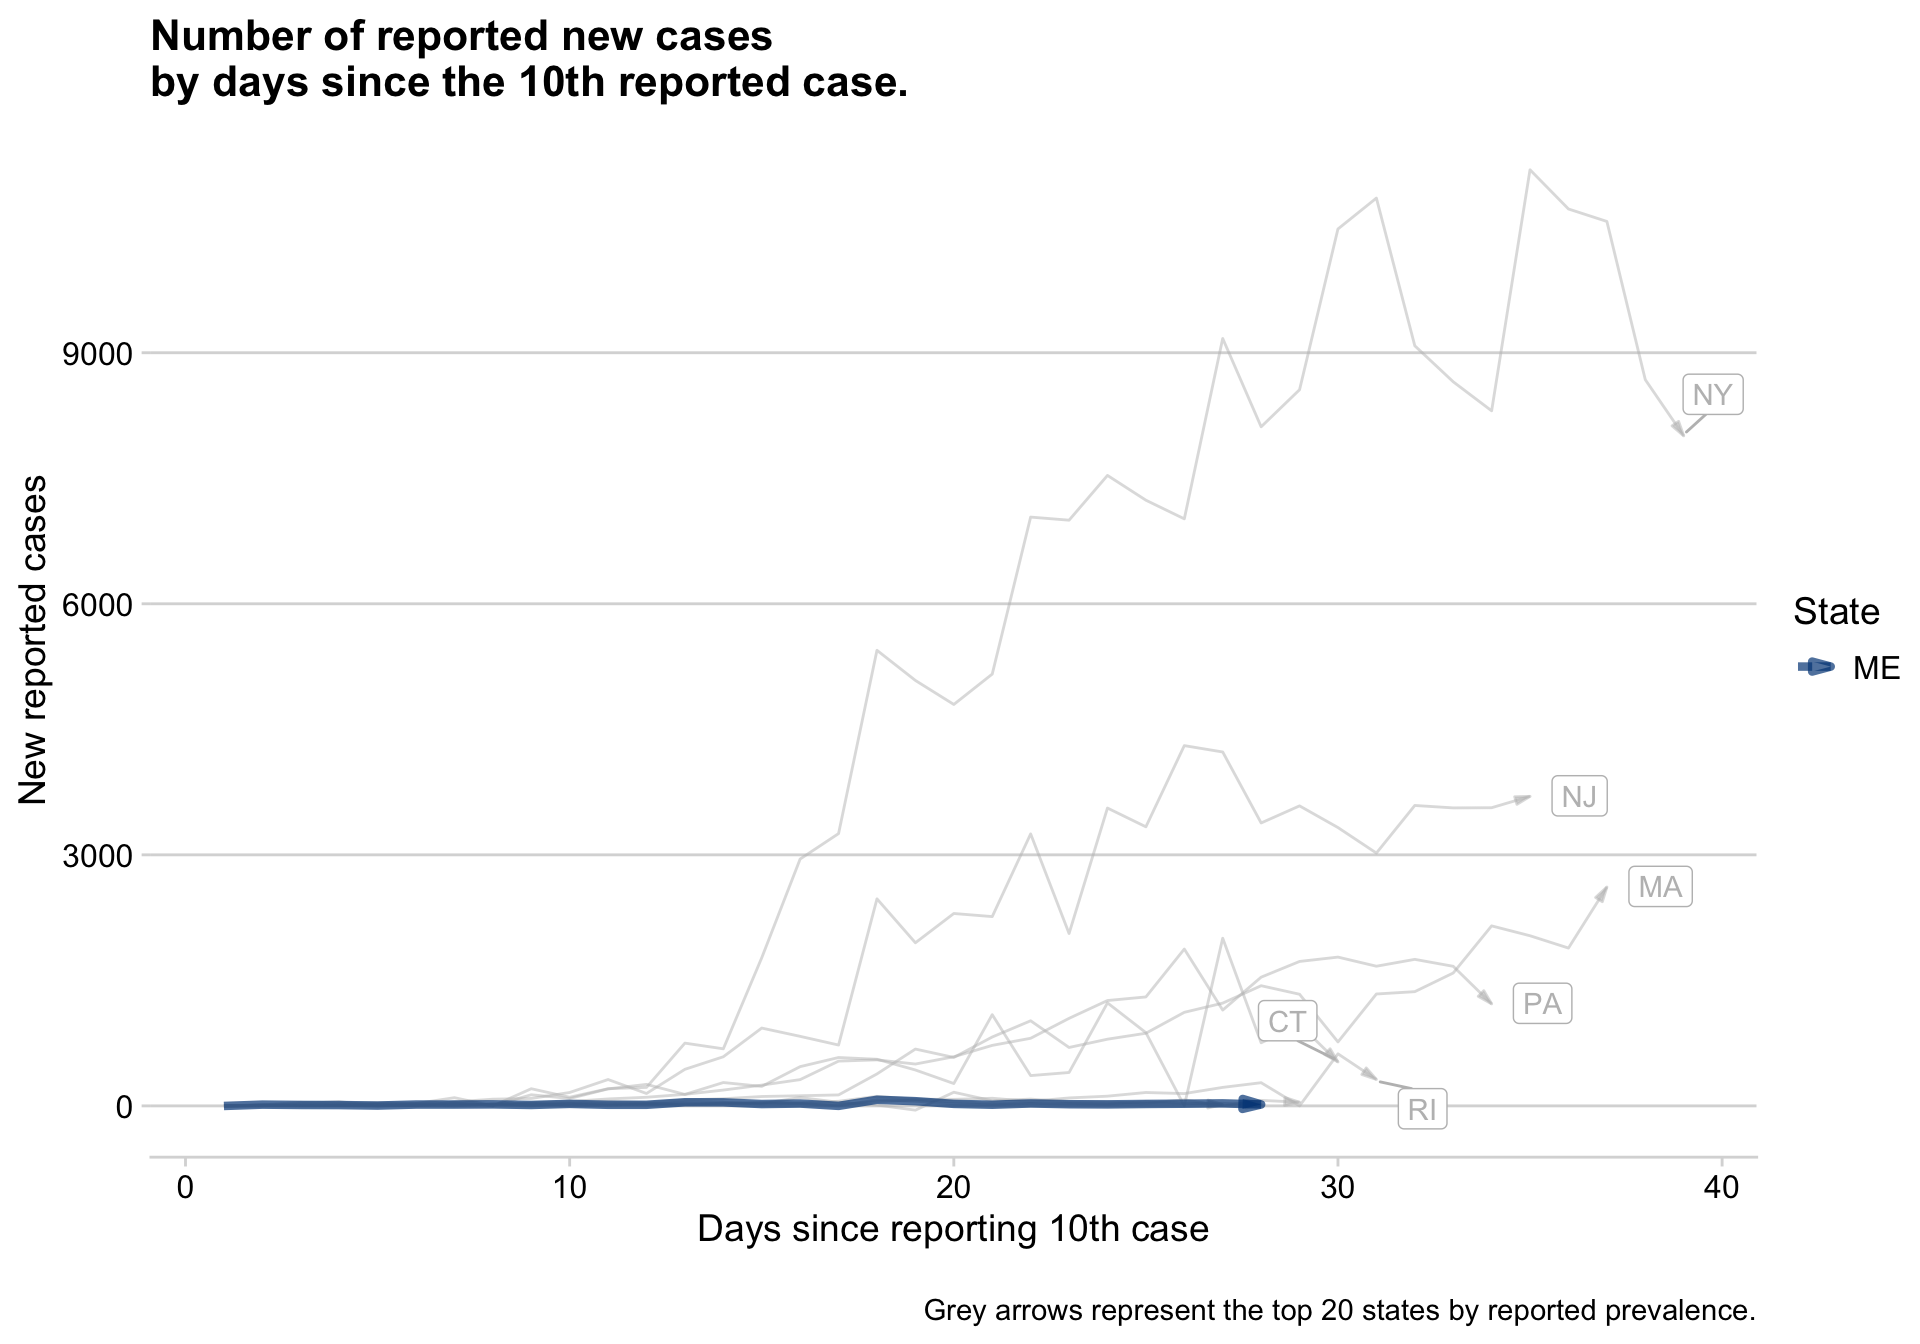 Number of reported new cases
by days since the 10th reported case.
9000
6000
3000
0
New reported cases
NY
NJ
MA
PA
CT
RI
State
ME
0
10
20
30
40
Days since reporting 10th case
Grey arrows represent the top 20 states by reported prevalence.